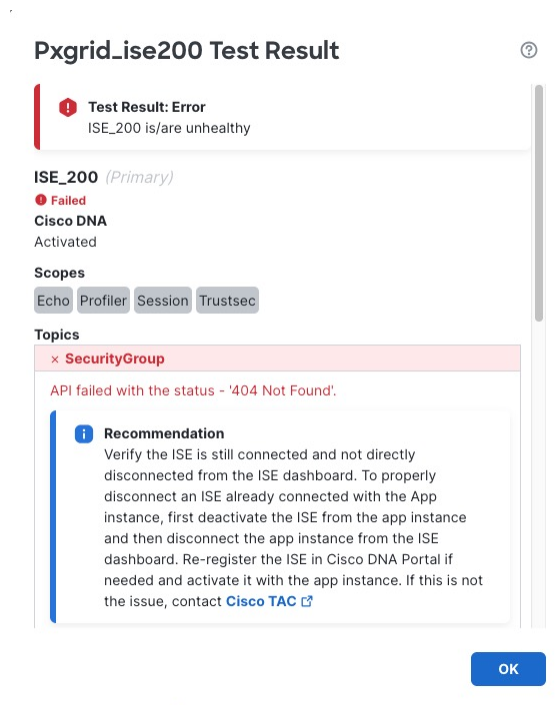 Pxgrid_ise200 Test Result
Test Result: Error
ISE_200 is/are unhealthy
ISE_200 (Primary)
Failed
Cisco DNA
Activated
Scopes
Echo Profiler Session Trustsec
Topics
× SecurityGroup
API failed with the status - '404 Not Found'.
Recommendation
Verify the ISE is still connected and not directly
disconnected from the ISE dashboard. To properly
disconnect an ISE already connected with the App
instance, first deactivate the ISE from the app instance
and then disconnect the app instance from the ISE
dashboard. Re-register the ISE in Cisco DNA Portal if
needed and activate it with the app instance. If this is not
the issue, contact Cisco TAC
OK